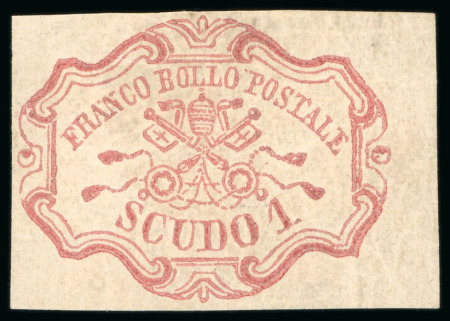 FRANCO BOLLO POSTALE
SCUDO 1